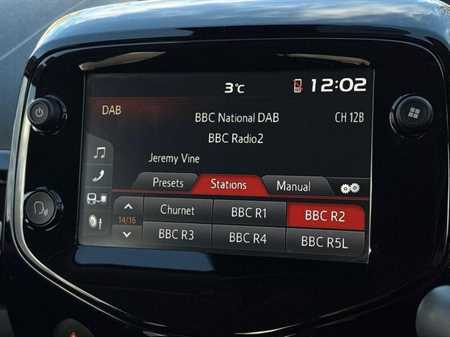 3°C 12:02
DAB
BBC National DAB CH 12B
BBC Radio2
Jeremy Vine
Presets Stations Manual
14/16 Churnet BBC R1 BBC R2
BBC R3 BBC R4 BBC R5L